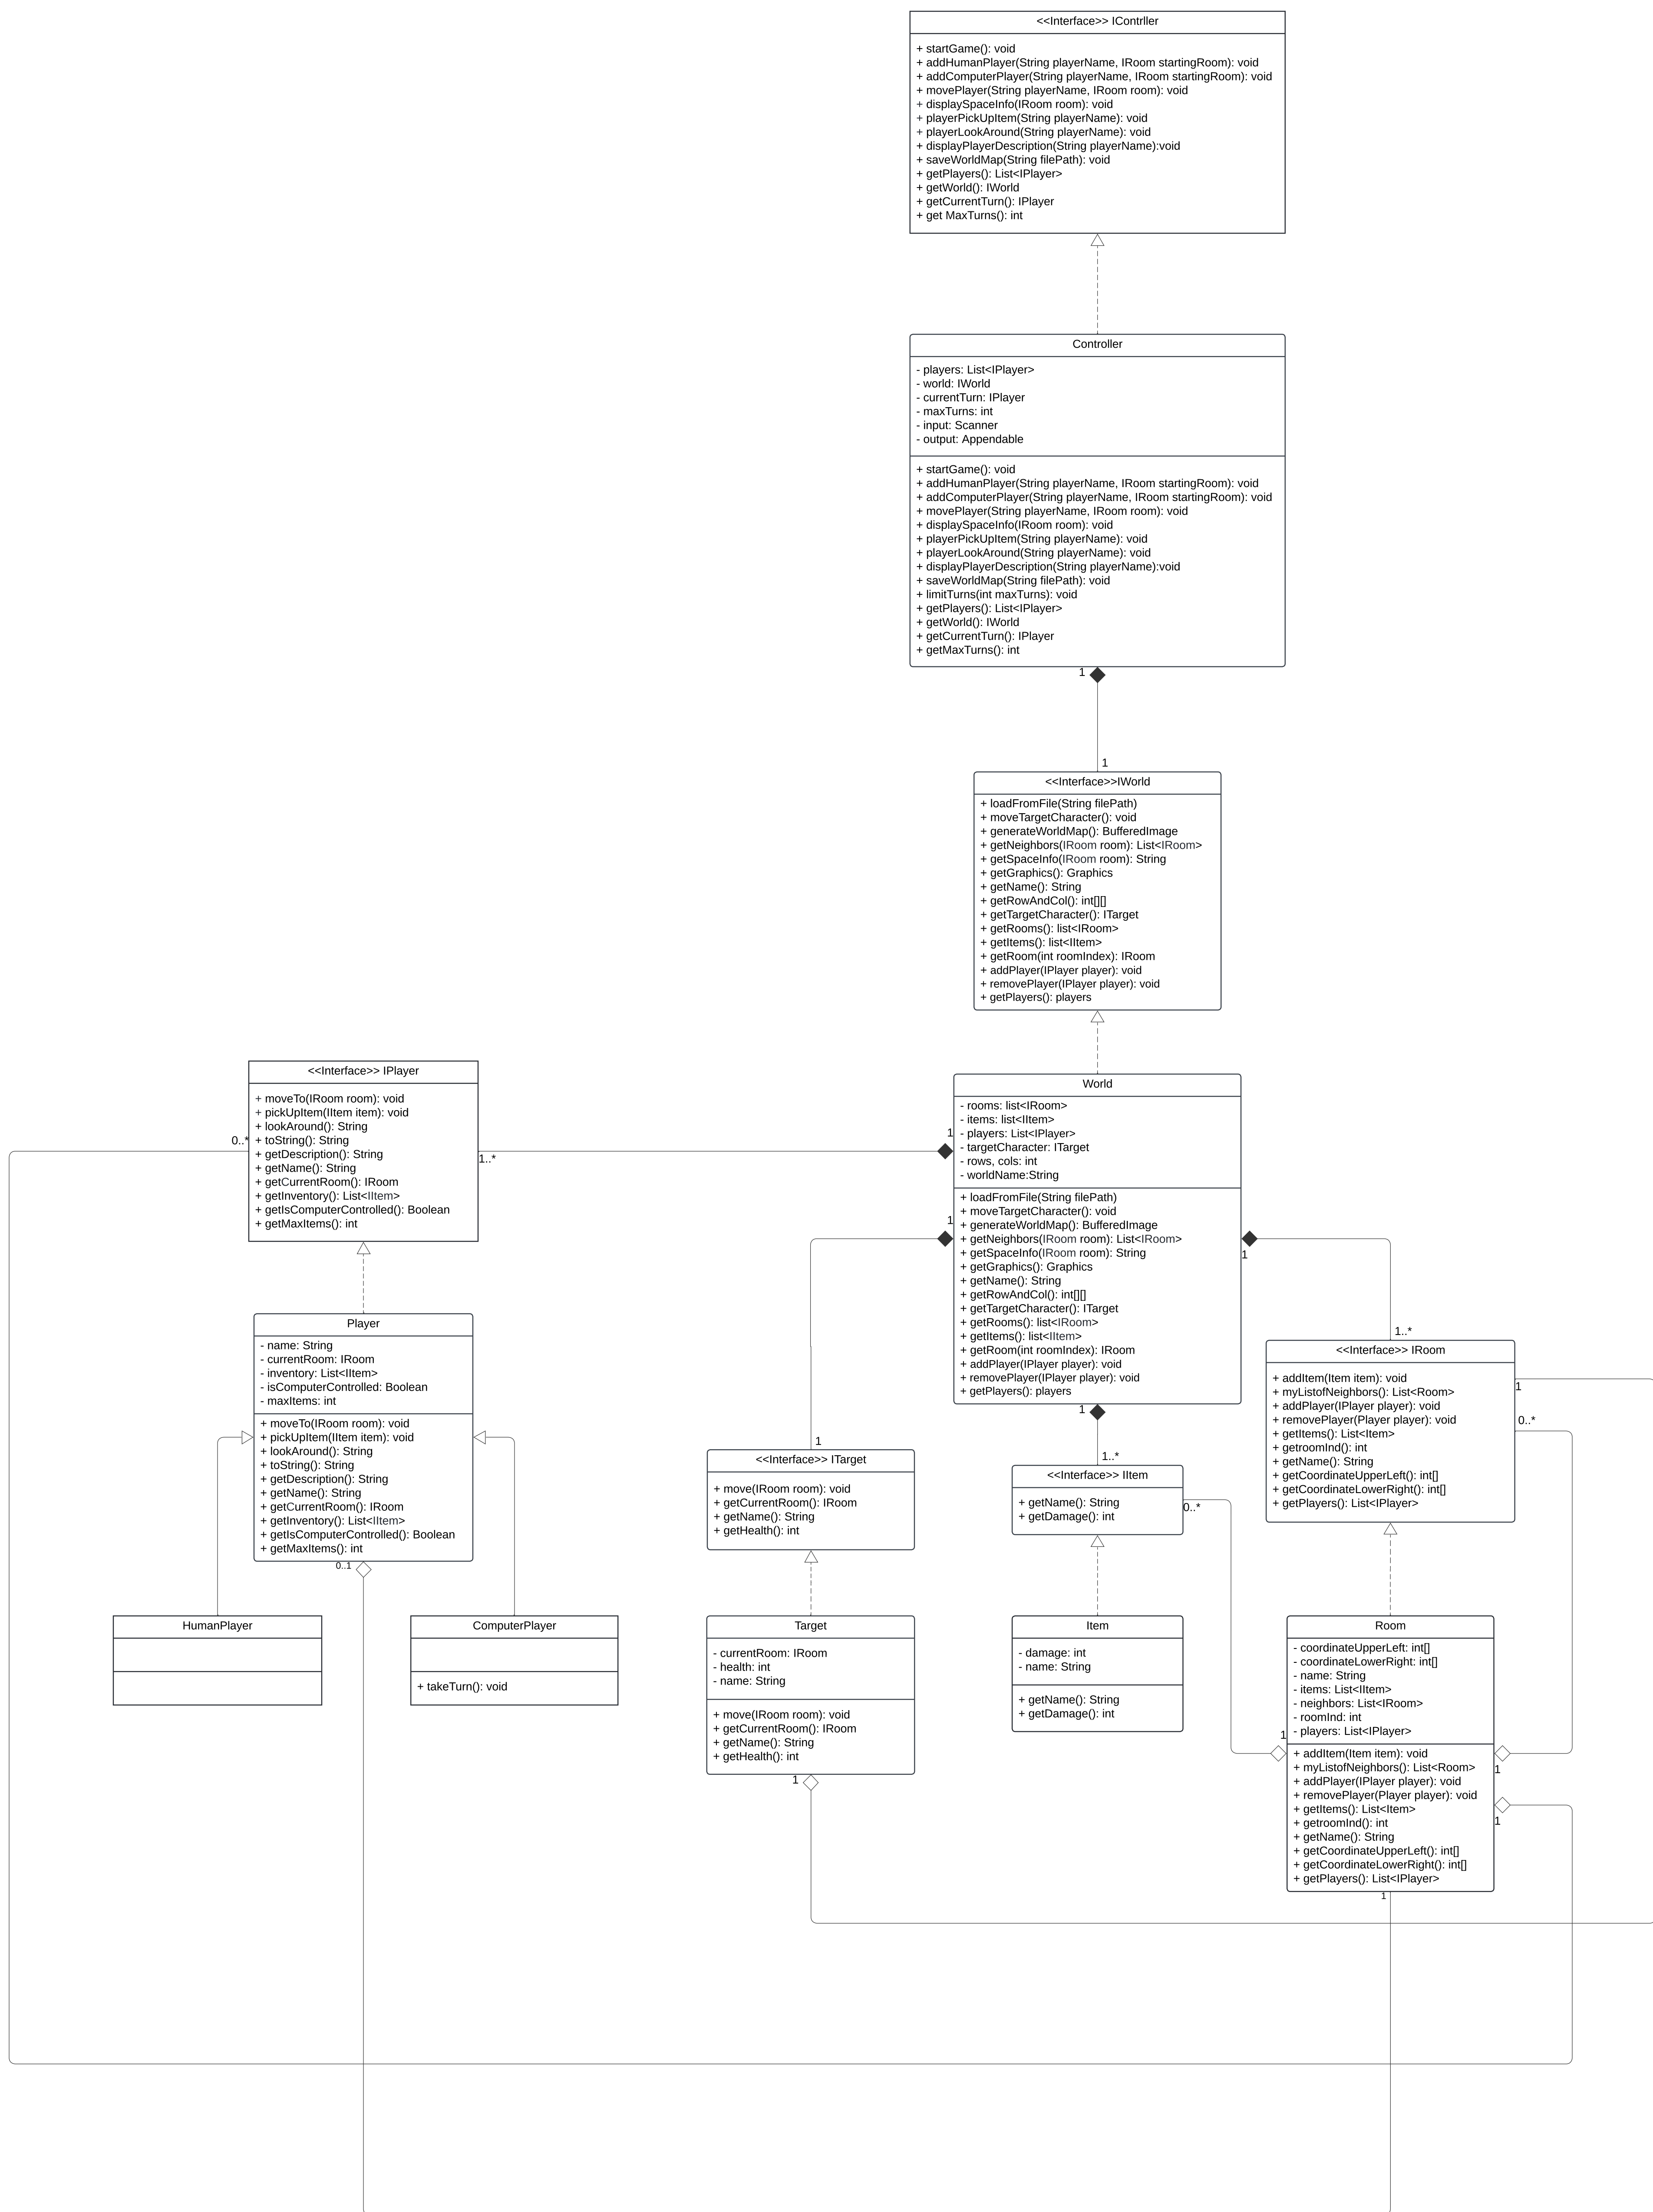 <<Interface>> IContrller
+ startGame(): void
+ addHumanPlayer(String playerName, IRoom startingRoom): void
+ addComputerPlayer(String playerName, IRoom startingRoom): void
+ movePlayer(String playerName, IRoom room): void
+ displaySpaceInfo(IRoom room): void
+ playerPickUpItem(String playerName): void
+ playerLookAround(String playerName): void
+ displayPlayerDescription(String playerName):void
+ saveWorldMap(String filePath): void
+ getPlayers(): List<IPlayer>
+ getWorld(): IWorld
+ getCurrentTurn(): IPlayer
+ get MaxTurns(): int
Controller
- players: List<IPlayer>
- world: IWorld
- currentTurn: IPlayer
- maxTurns: int
- input: Scanner
- output: Appendable
+ startGame(): void
+ addHumanPlayer(String playerName, IRoom startingRoom): void
+ addComputerPlayer(String playerName, IRoom startingRoom): void
+ movePlayer(String playerName, IRoom room): void
+ displaySpaceInfo(IRoom room): void
+ playerPickUpItem(String playerName): void
+ playerLookAround(String playerName): void
+ displayPlayerDescription(String playerName):void
+ saveWorldMap(String filePath): void
+ limitTurns(int maxTurns): void
+ getPlayers(): List<IPlayer>
+ getWorld(): IWorld
+ getCurrentTurn(): IPlayer
+ getMaxTurns(): int
1
1
<<Interface>>IWorld
+ loadFromFile(String filePath)
+ moveTargetCharacter(): void
+ generateWorldMap(): BufferedImage
+ getNeighbors(IRoom room): List<IRoom>
+ getSpaceInfo(IRoom room): String
+ getGraphics(): Graphics
+ getName(): String
+ getRowAndCol(): int[][]
+ getTargetCharacter(): ITarget
+ getRooms(): list<IRoom>
+ getItems(): list<IItem>
+ getRoom(int roomIndex): IRoom
+ addPlayer(IPlayer player): void
+ removePlayer(IPlayer player): void
+ getPlayers(): players
<<Interface>> IPlayer
+ moveTo(IRoom room): void
+ pickUpItem(IItem item): void
+ lookAround(): String
+ toString(): String
+ getDescription(): String
+ getName(): String
+ getCurrentRoom(): IRoom
+ getInventory(): List<IItem>
+ getIsComputerControlled(): Boolean
+ getMaxItems(): int
0..*
1..*
1
World
- rooms: list<IRoom>
- items: list<IItem>
- players: List<IPlayer>
- targetCharacter: ITarget
- rows, cols: int
- worldName:String
+ loadFromFile(String filePath)
+ moveTargetCharacter(): void
+ generateWorldMap(): BufferedImage
+ getNeighbors(IRoom room): List<IRoom>
+ getSpaceInfo(IRoom room): String
+ getGraphics(): Graphics
+ getName(): String
+ getRowAndCol(): int[][]
+ getTargetCharacter(): ITarget
+ getRooms(): list<IRoom>
+ getItems(): list<IItem>
+ getRoom(int roomIndex): IRoom
+ addPlayer(IPlayer player): void
+ removePlayer(IPlayer player): void
+ getPlayers(): players
1
1
1
Player
- name: String
- currentRoom: IRoom
- inventory: List<IItem>
- isComputerControlled: Boolean
- maxItems: int
+ moveTo(IRoom room): void
+ pickUpItem(IItem item): void
+ lookAround(): String
+ toString(): String
+ getDescription(): String
+ getName(): String
+ getCurrentRoom(): IRoom
+ getInventory(): List<IItem>
+ getIsComputerControlled(): Boolean
+ getMaxItems(): int
0..1
1
<<Interface>> ITarget
+ move(IRoom room): void
+ getCurrentRoom(): IRoom
+ getName(): String
+ getHealth(): int
1..*
<<Interface>> IItem
+ getName(): String
+ getDamage(): int
0..*
1..*
<<Interface>> IRoom
+ addItem(Item item): void
+ myListofNeighbors(): List<Room>
+ addPlayer(IPlayer player): void
+ removePlayer(Player player): void
+ getItems(): List<Item>
+ getroomInd(): int
+ getName(): String
+ getCoordinateUpperLeft(): int[]
+ getCoordinateLowerRight(): int[]
+ getPlayers(): List<IPlayer>
1
0..*
HumanPlayer
ComputerPlayer
+ takeTurn(): void
Target
- currentRoom: IRoom
- health: int
- name: String
+ move(IRoom room): void
+ getCurrentRoom(): IRoom
+ getName(): String
+ getHealth(): int
1
Item
- damage: int
- name: String
+ getName(): String
+ getDamage(): int
Room
- coordinateUpperLeft: int[]
- coordinateLowerRight: int[]
- name: String
- items: List<IItem>
- neighbors: List<IRoom>
- roomInd: int
- players: List<IPlayer>
+ addItem(Item item): void
+ myListofNeighbors(): List<Room>
+ addPlayer(IPlayer player): void
+ removePlayer(Player player): void
+ getItems(): List<Item>
+ getroomInd(): int
+ getName(): String
+ getCoordinateUpperLeft(): int[]
+ getCoordinateLowerRight(): int[]
+ getPlayers(): List<IPlayer>
1
1
1
1